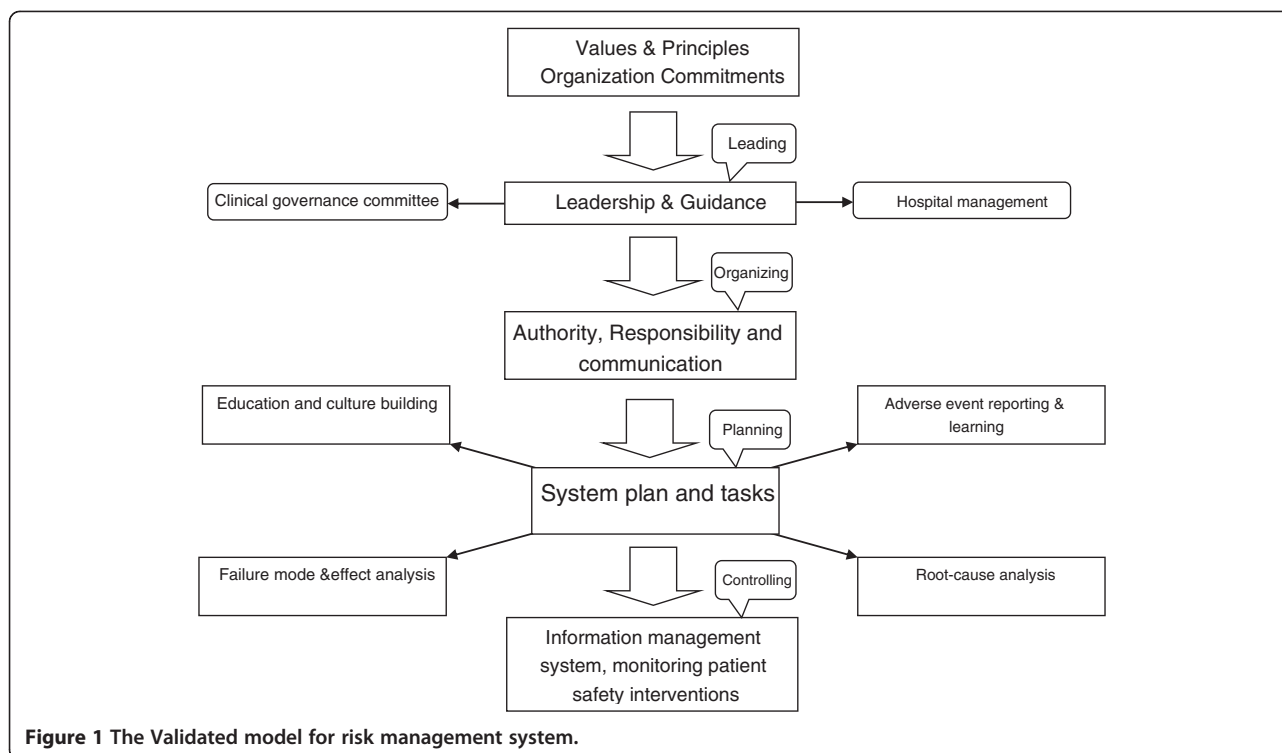 Values & Principles
Organization Commitments
Leading
Clinical governance committee
Leadership & Guidance
Hospital management
Organizing
Authority, Responsibility and
communication
Education and culture building
Adverse event reporting &
learning
Planning
System plan and tasks
Failure mode &effect analysis
Root-cause analysis
Controlling
Information management
system, monitoring patient
safety interventions
Figure 1 The Validated model for risk management system.